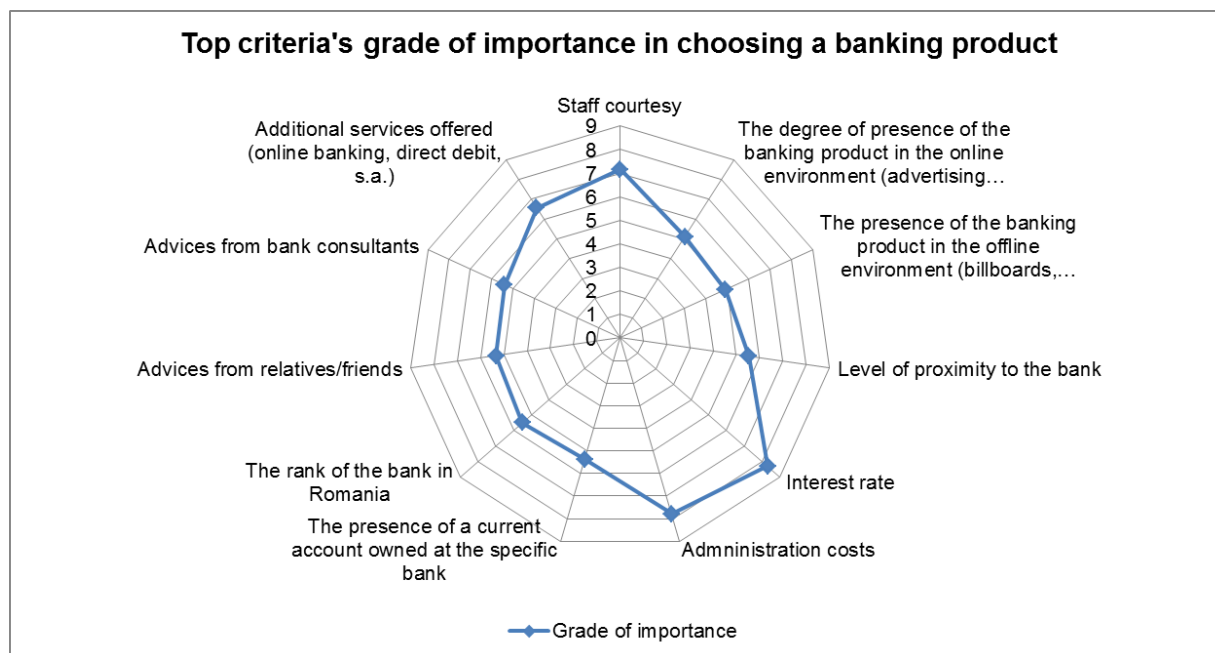 Top criteria's grade of importance in choosing a banking product
Staff courtesy
The degree of presence of the
banking product in the online
environment (advertising…
The presence of the banking
product in the offline
environment (billboards,…
Level of proximity to the bank
Interest rate
Admninistration costs
The presence of a current
account owned at the specific
bank
The rank of the bank in
Romania
Advices from relatives/friends
Advices from bank consultants
Additional services offered
(online banking, direct debit,
s.a.)
9
8
7
6
5
4
3
2
1
0
Grade of importance